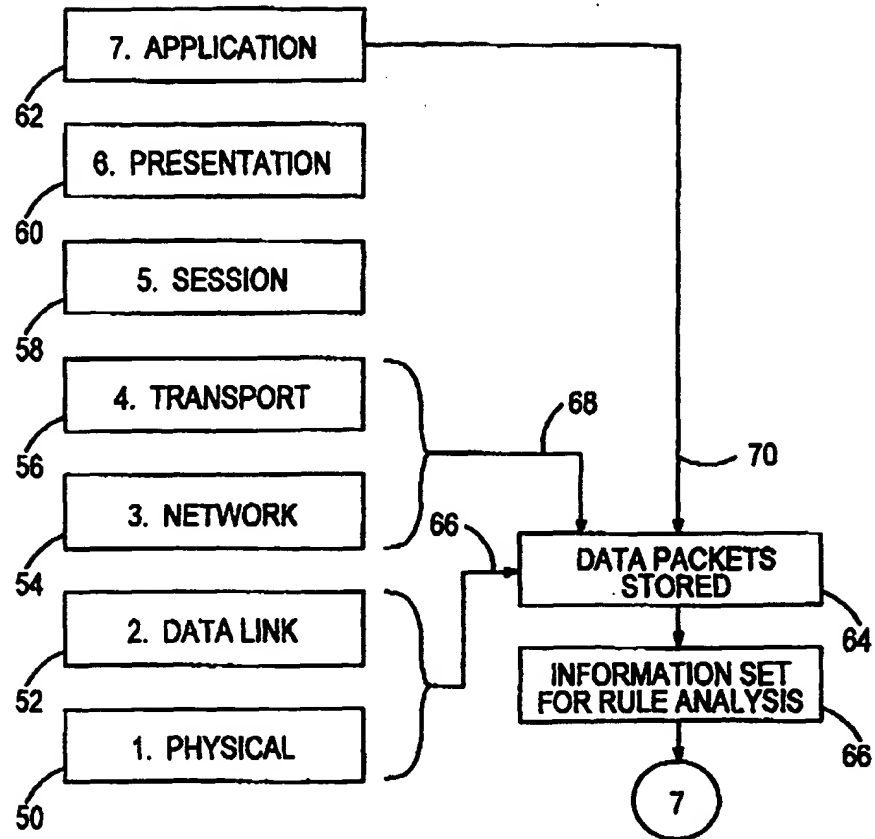 7. APPLICATION
62
6. PRESENTATION
60
5. SESSION
58
4. TRANSPORT
56
68
70
3. NETWORK
54
66
DATA PACKETS
STORED
64
2. DATA LINK
52
INFORMATION SET
FOR RULE ANALYSIS
66
1. PHYSICAL
50
7